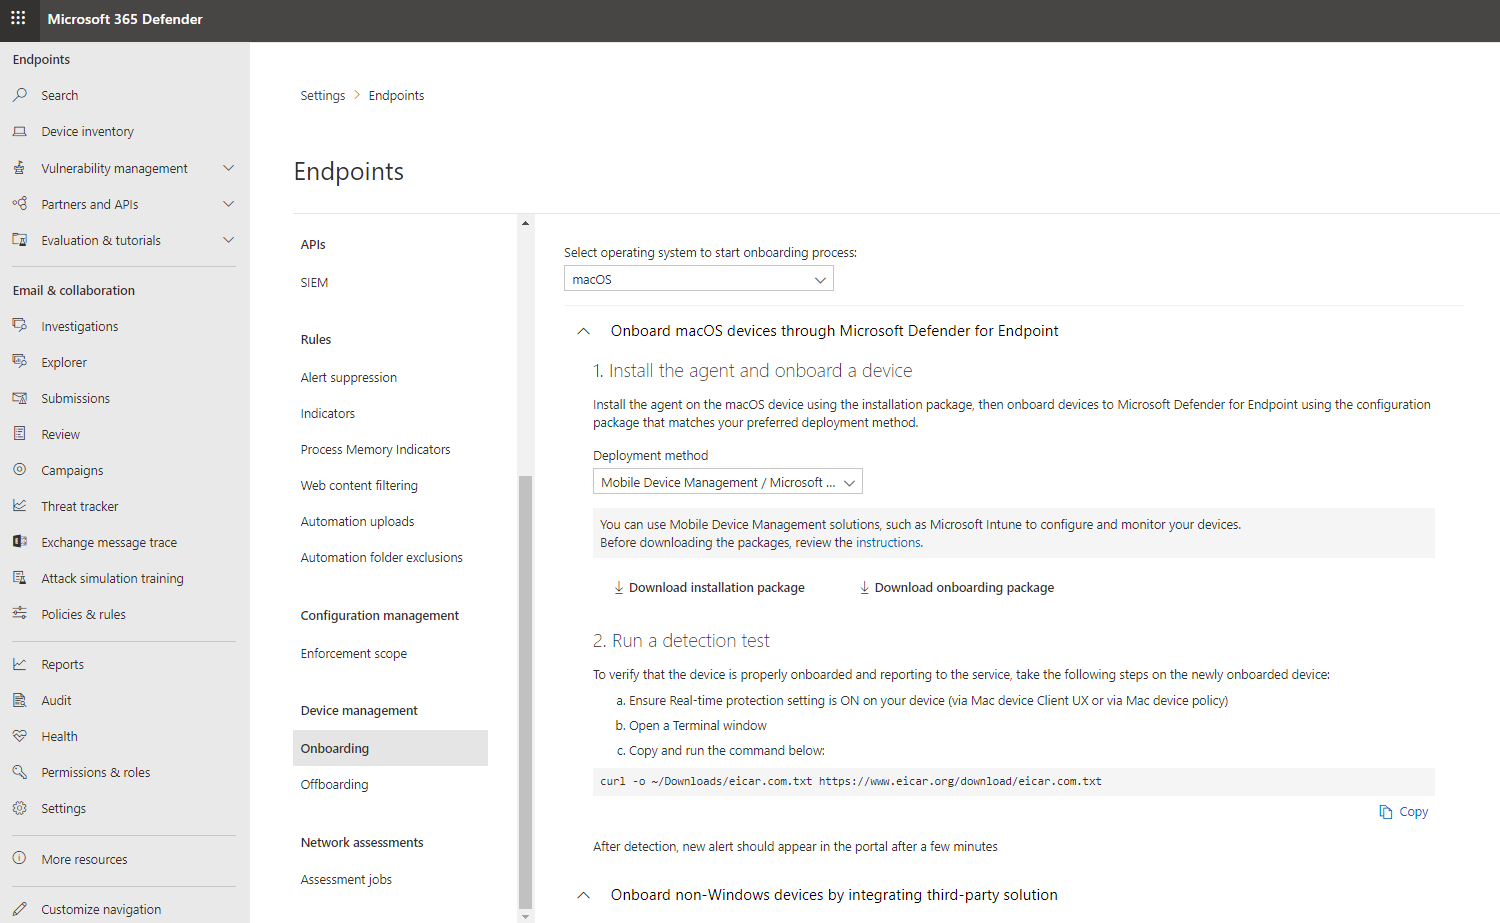 Microsoft 365 Defender
Endpoints
Search
Device inventory
Vulnerability management
Partners and APIs
Evaluation & tutorials
Email & collaboration
Investigations
Explorer
Submissions
Review
Campaigns
Threat tracker
Exchange message trace
Attack simulation training
Policies & rules
Reports
Audit
Health
Permissions & roles
Settings
More resources
Customize navigation
Settings > Endpoints
Endpoints
APIs
SIEM
Rules
Alert suppression
Indicators
Process Memory Indicators
Web content filtering
Automation uploads
Automation folder exclusions
Configuration management
Enforcement scope
Device management
Onboarding
Offboarding
Network assessments
Assessment jobs
Select operating system to start onboarding process:
macOS
Onboard macOS devices through Microsoft Defender for Endpoint
1. Install the agent and onboard a device
Install the agent on the macOS device using the installation package, then onboard devices to Microsoft Defender for Endpoint using the configuration
package that matches your preferred deployment method.
Deployment method
Mobile Device Management / Microsoft ...
You can use Mobile Device Management solutions, such as Microsoft Intune to configure and monitor your devices.
Before downloading the packages, review the instructions.
Download installation package
Download onboarding package
2. Run a detection test
To verify that the device is properly onboarded and reporting to the service, take the following steps on the newly onboarded device:
a. Ensure Real-time protection setting is ON on your device (via Mac device Client UX or via Mac device policy)
b. Open a Terminal window
c. Copy and run the command below:
curl -o ~/Downloads/eicar.com.txt https://www.eicar.org/download/eicar.com.txt
Copy
After detection, new alert should appear in the portal after a few minutes
Onboard non-Windows devices by integrating third-party solution